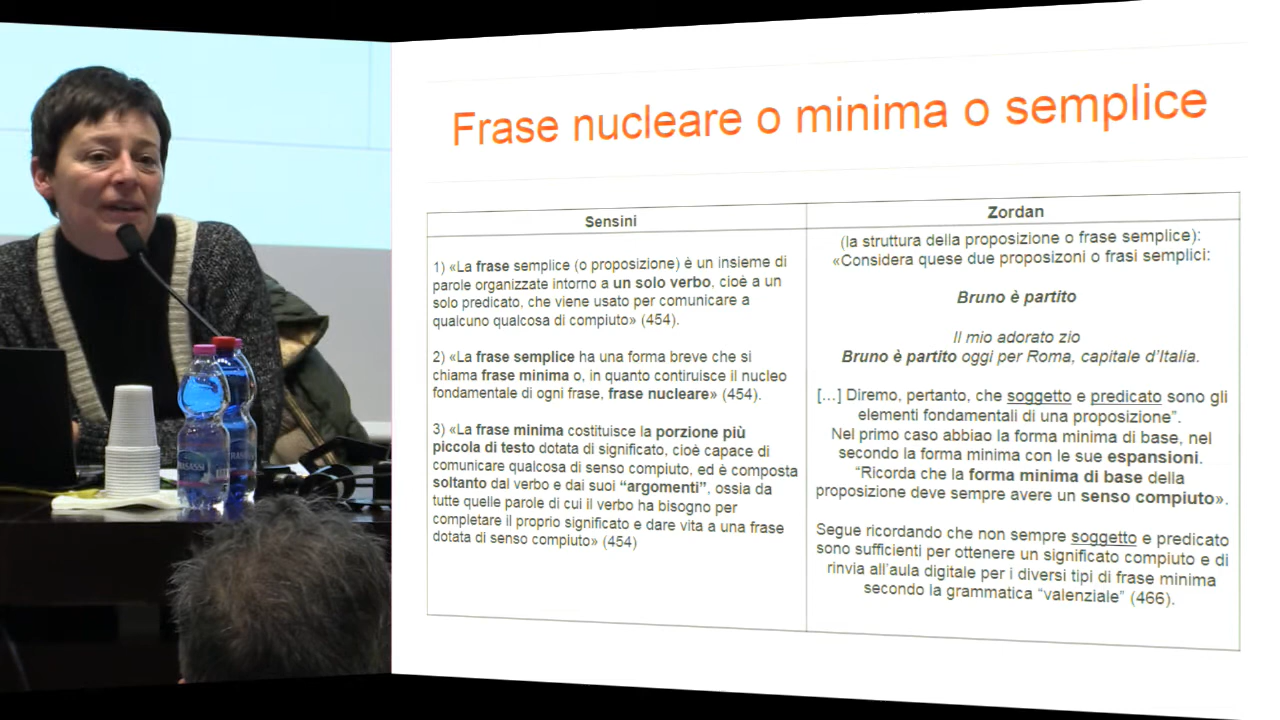 Frase nucleare o minima o semplice
Sensini
1) «La frase semplice (o proposizione) è un insieme di
parole organizzate intorno a un solo verbo, cioè a un
solo predicato, che viene usato per comunicare a
qualcuno qualcosa di compiuto» (454).
2) «La frase semplice ha una forma breve che si
chiama frase minima o, in quanto contiruisce il nucleo
fondamentale di ogni frase, frase nucleare» (454).
3) «La frase minima costituisce la porzione più
piccola di testo dotata di significato, cioè capace di
comunicare qualcosa di senso compiuto, ed è composta
soltanto dal verbo e dai suoi “argomenti”, ossia da
tutte quelle parole di cui il verbo ha bisogno per
completare il proprio significato e dare vita a una frase
dotata di senso compiuto» (454)
Zordan
(la struttura della proposizione o frase semplice):
«Considera quese due proposizoni o frasi semplici:
Bruno è partito
Il mio adorato zio
Bruno è partito oggi per Roma, capitale d’Italia.
[…] Diremo, pertanto, che soggetto e predicato sono gli
elementi fondamentali di una proposizione”.
Nel primo caso abbiao la forma minima di base, nel
secondo la forma minima con le sue espansioni.
“Ricorda che la forma minima di base della
proposizione deve sempre avere un senso compiuto».
Segue ricordando che non sempre soggetto e predicato
sono sufficienti per ottenere un significato compiuto e di
rinvia all’aula digitale per i diversi tipi di frase minima
secondo la grammatica “valenziale” (466).